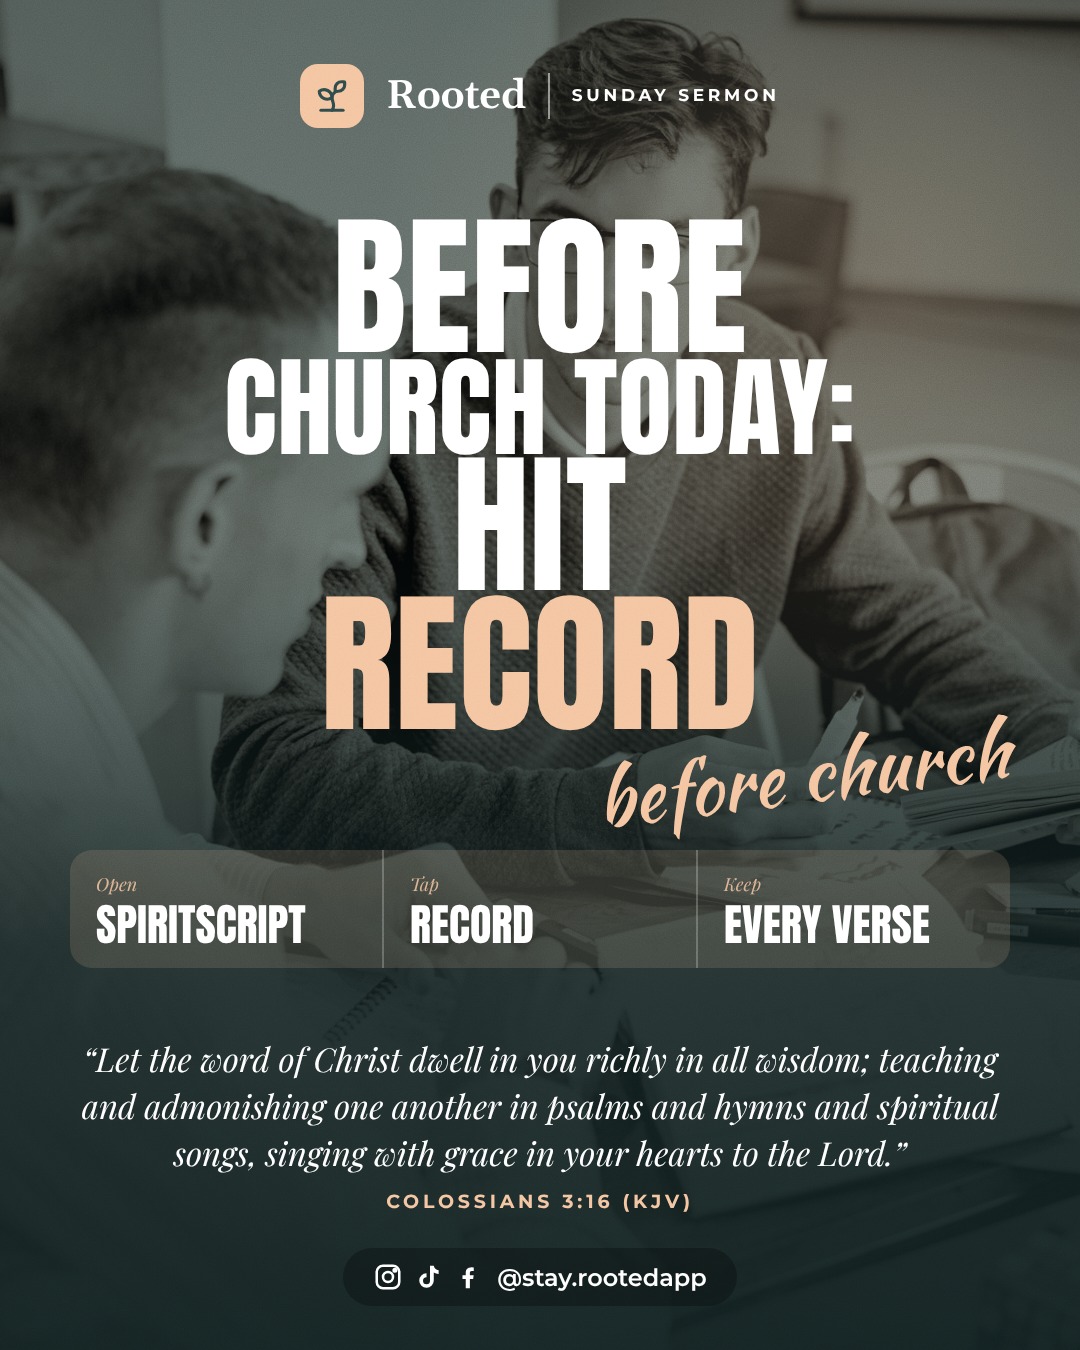 Rooted
SUNDAY SERMON
BEFORE
CHURCH TODAY:
HIT
RECORD
before church
Open
SPIRITSCRIPT
Tap
RECORD
Keep
EVERY VERSE
“Let the word of Christ dwell in you richly in all wisdom; teaching
and admonishing one another in psalms and hymns and spiritual
songs, singing with grace in your hearts to the Lord.”
COLOSSIANS 3:16 (KJV)
@stay.rootedapp